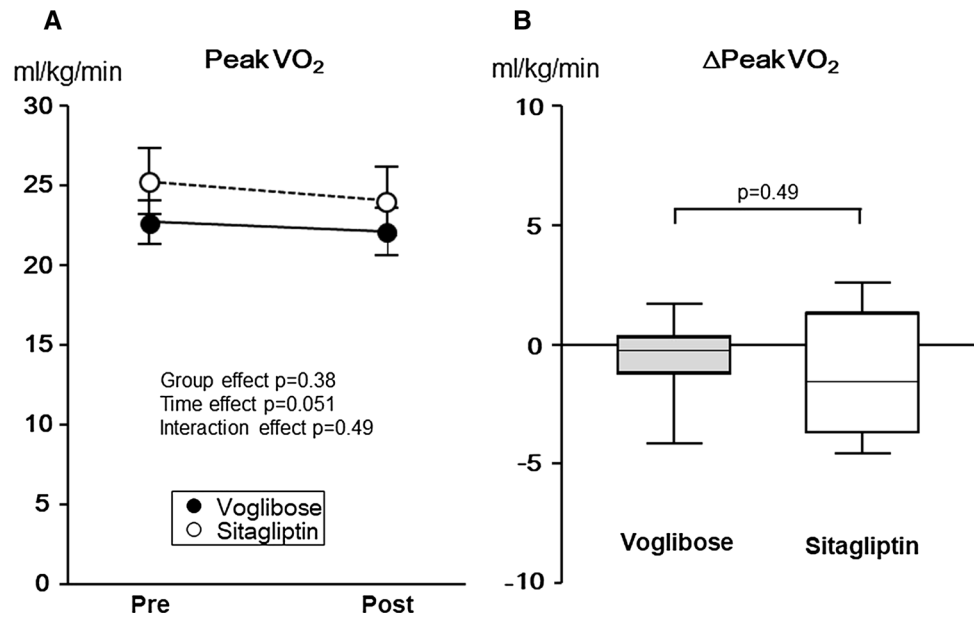 A
Peak VO₂
ml/kg/min
30
25
20
15
10
5
0
Group effect p=0.38
Time effect p=0.051
Interaction effect p=0.49
Voglibose
Sitagliptin
Pre
Post
B
ΔPeak VO₂
ml/kg/min
10
5
0
-5
-10
p=0.49
Voglibose
Sitagliptin